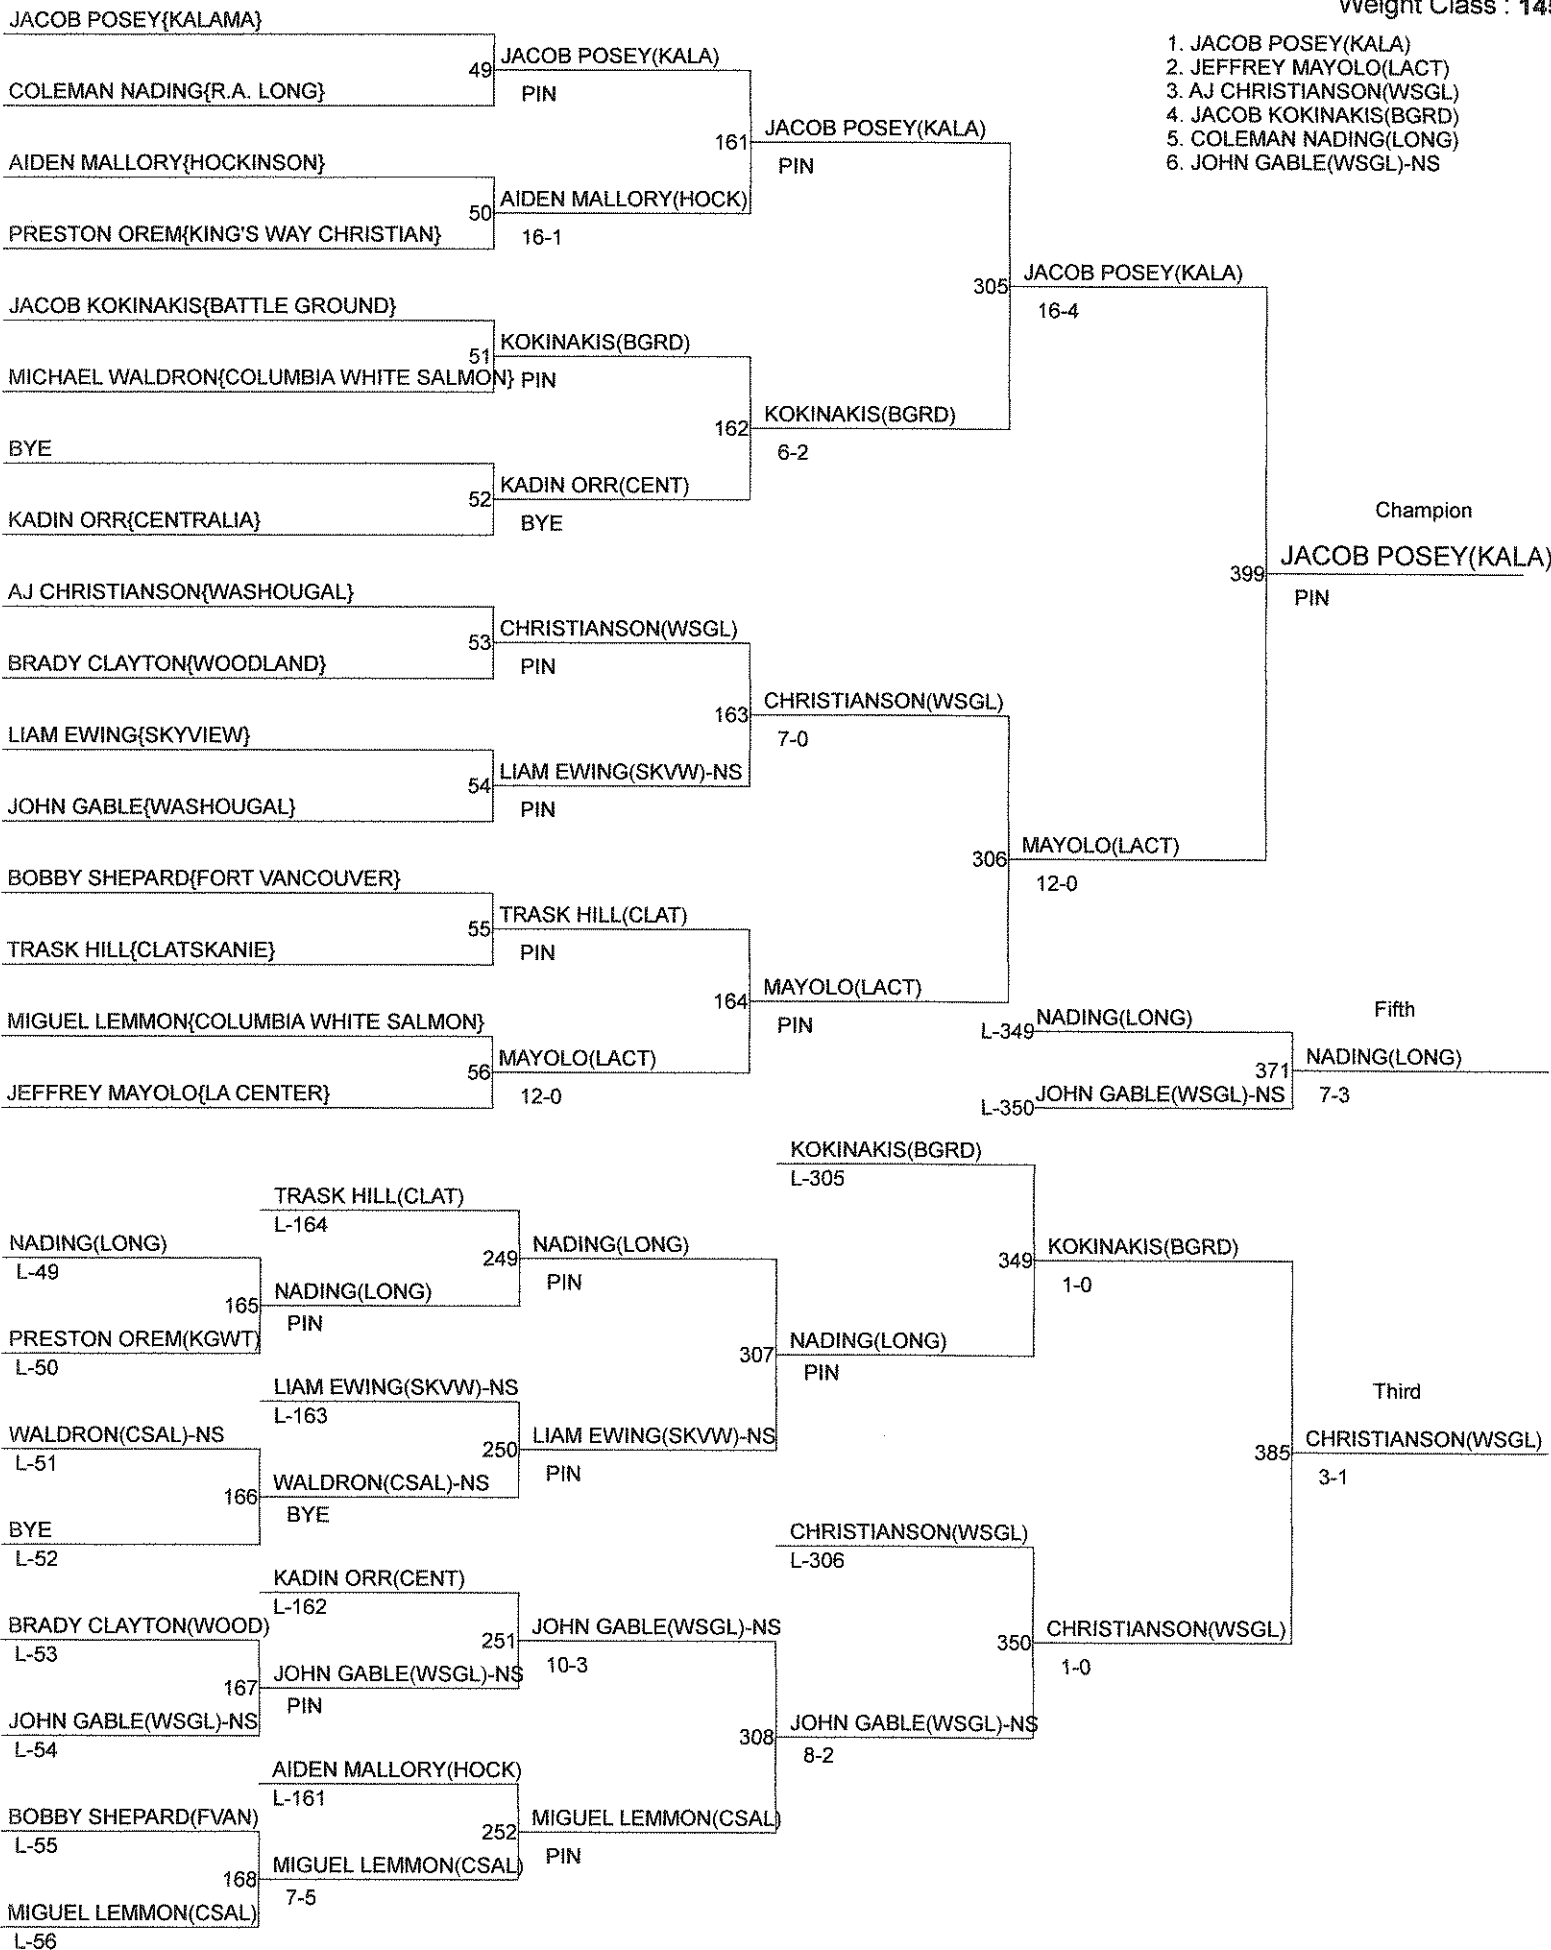 Weight Class : 145
1. JACOB POSEY(KALA)
2. JEFFREY MAYOLO(LACT)
3. AJ CHRISTIANSON(WSGL)
4. JACOB KOKINAKIS(BGRD)
5. COLEMAN NADING(LONG)
6. JOHN GABLE(WSGL)-NS
JACOB POSEY{KALAMA}
COLEMAN NADING{R.A. LONG}
AIDEN MALLORY{HOCKINSON}
PRESTON OREM{KING'S WAY CHRISTIAN}
JACOB KOKINAKIS{BATTLE GROUND}
MICHAEL WALDRON{COLUMBIA WHITE SALMON}
BYE
KADIN ORR{CENTRALIA}
AJ CHRISTIANSON{WASHOUGAL}
BRADY CLAYTON{WOODLAND}
LIAM EWING{SKYVIEW}
JOHN GABLE{WASHOUGAL}
BOBBY SHEPARD{FORT VANCOUVER}
TRASK HILL{CLATSKANIE}
MIGUEL LEMMON{COLUMBIA WHITE SALMON}
JEFFREY MAYOLO{LA CENTER}
49 JACOB POSEY(KALA)
PIN
50 AIDEN MALLORY(HOCK)
16-1
51 KOKINAKIS(BGRD)
PIN
52 KADIN ORR(CENT)
BYE
53 CHRISTIANSON(WSGL)
PIN
54 LIAM EWING(SKVW)-NS
PIN
55 TRASK HILL(CLAT)
PIN
56 MAYOLO(LACT)
12-0
161 JACOB POSEY(KALA)
PIN
162 KOKINAKIS(BGRD)
6-2
163 CHRISTIANSON(WSGL)
7-0
164 MAYOLO(LACT)
PIN
305 JACOB POSEY(KALA)
16-4
306 MAYOLO(LACT)
12-0
Champion
399 JACOB POSEY(KALA)
PIN
L-349 NADING(LONG)
L-350 JOHN GABLE(WSGL)-NS
Fifth
371 NADING(LONG)
7-3
NADING(LONG)
L-49
PRESTON OREM(KGWT)
L-50
WALDRON(CSAL)-NS
L-51
BYE
L-52
BRADY CLAYTON(WOOD)
L-53
JOHN GABLE(WSGL)-NS
L-54
BOBBY SHEPARD(FVAN)
L-55
MIGUEL LEMMON(CSAL)
L-56
TRASK HILL(CLAT)
L-164
165 NADING(LONG)
PIN
LIAM EWING(SKVW)-NS
L-163
166 WALDRON(CSAL)-NS
BYE
KADIN ORR(CENT)
L-162
167 JOHN GABLE(WSGL)-NS
PIN
AIDEN MALLORY(HOCK)
L-161
168 MIGUEL LEMMON(CSAL)
7-5
249 NADING(LONG)
PIN
250 LIAM EWING(SKVW)-NS
PIN
251 JOHN GABLE(WSGL)-NS
10-3
252 MIGUEL LEMMON(CSAL)
PIN
KOKINAKIS(BGRD)
L-305
307 NADING(LONG)
PIN
CHRISTIANSON(WSGL)
L-306
308 JOHN GABLE(WSGL)-NS
8-2
349 KOKINAKIS(BGRD)
1-0
350 CHRISTIANSON(WSGL)
1-0
Third
385 CHRISTIANSON(WSGL)
3-1